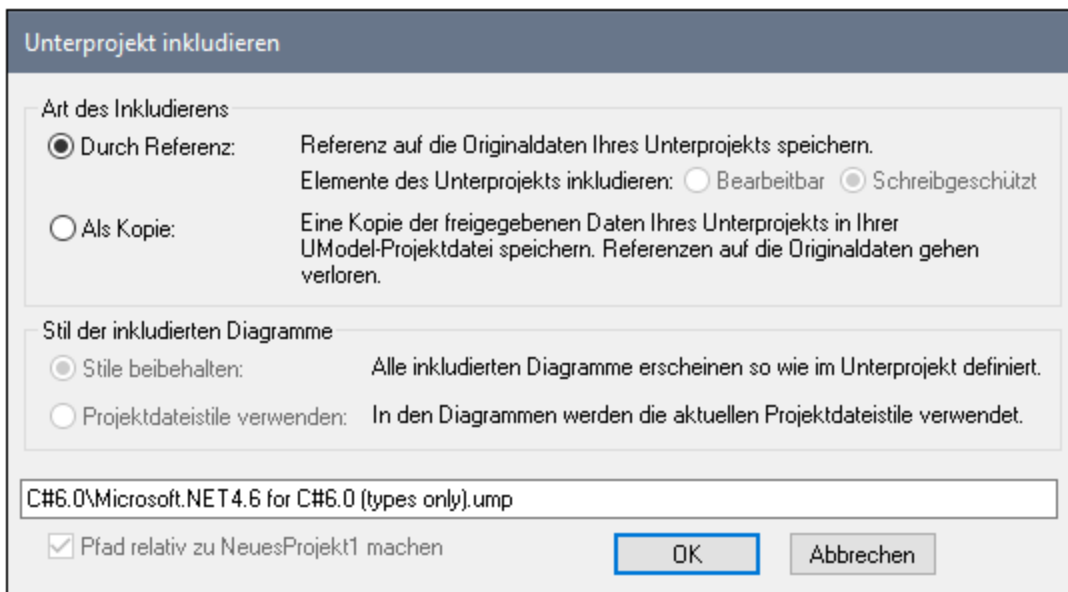 Unterprojekt inkludieren
Art des Inkludierens
Durch Referenz: Referenz auf die Originaldaten Ihres Unterprojekts speichern.
Elemente des Unterprojekts inkludieren: Bearbeitbar Schreibgeschützt
Als Kopie: Eine Kopie der freigegebenen Daten Ihres Unterprojekts in Ihrer
UModel-Projektdatei speichern. Referenzen auf die Originaldaten gehen
verloren.
Stil der inkludierten Diagramme
Stile beibehalten: Alle inkludierten Diagramme erscheinen so wie im Unterprojekt definiert.
Projektdateistile verwenden: In den Diagrammen werden die aktuellen Projektdateistile verwendet.
C#6.0\Microsoft.NET4.6 for C#6.0 (types only).ump
Pfad relativ zu NeuesProjekt1 machen OK Abbrechen